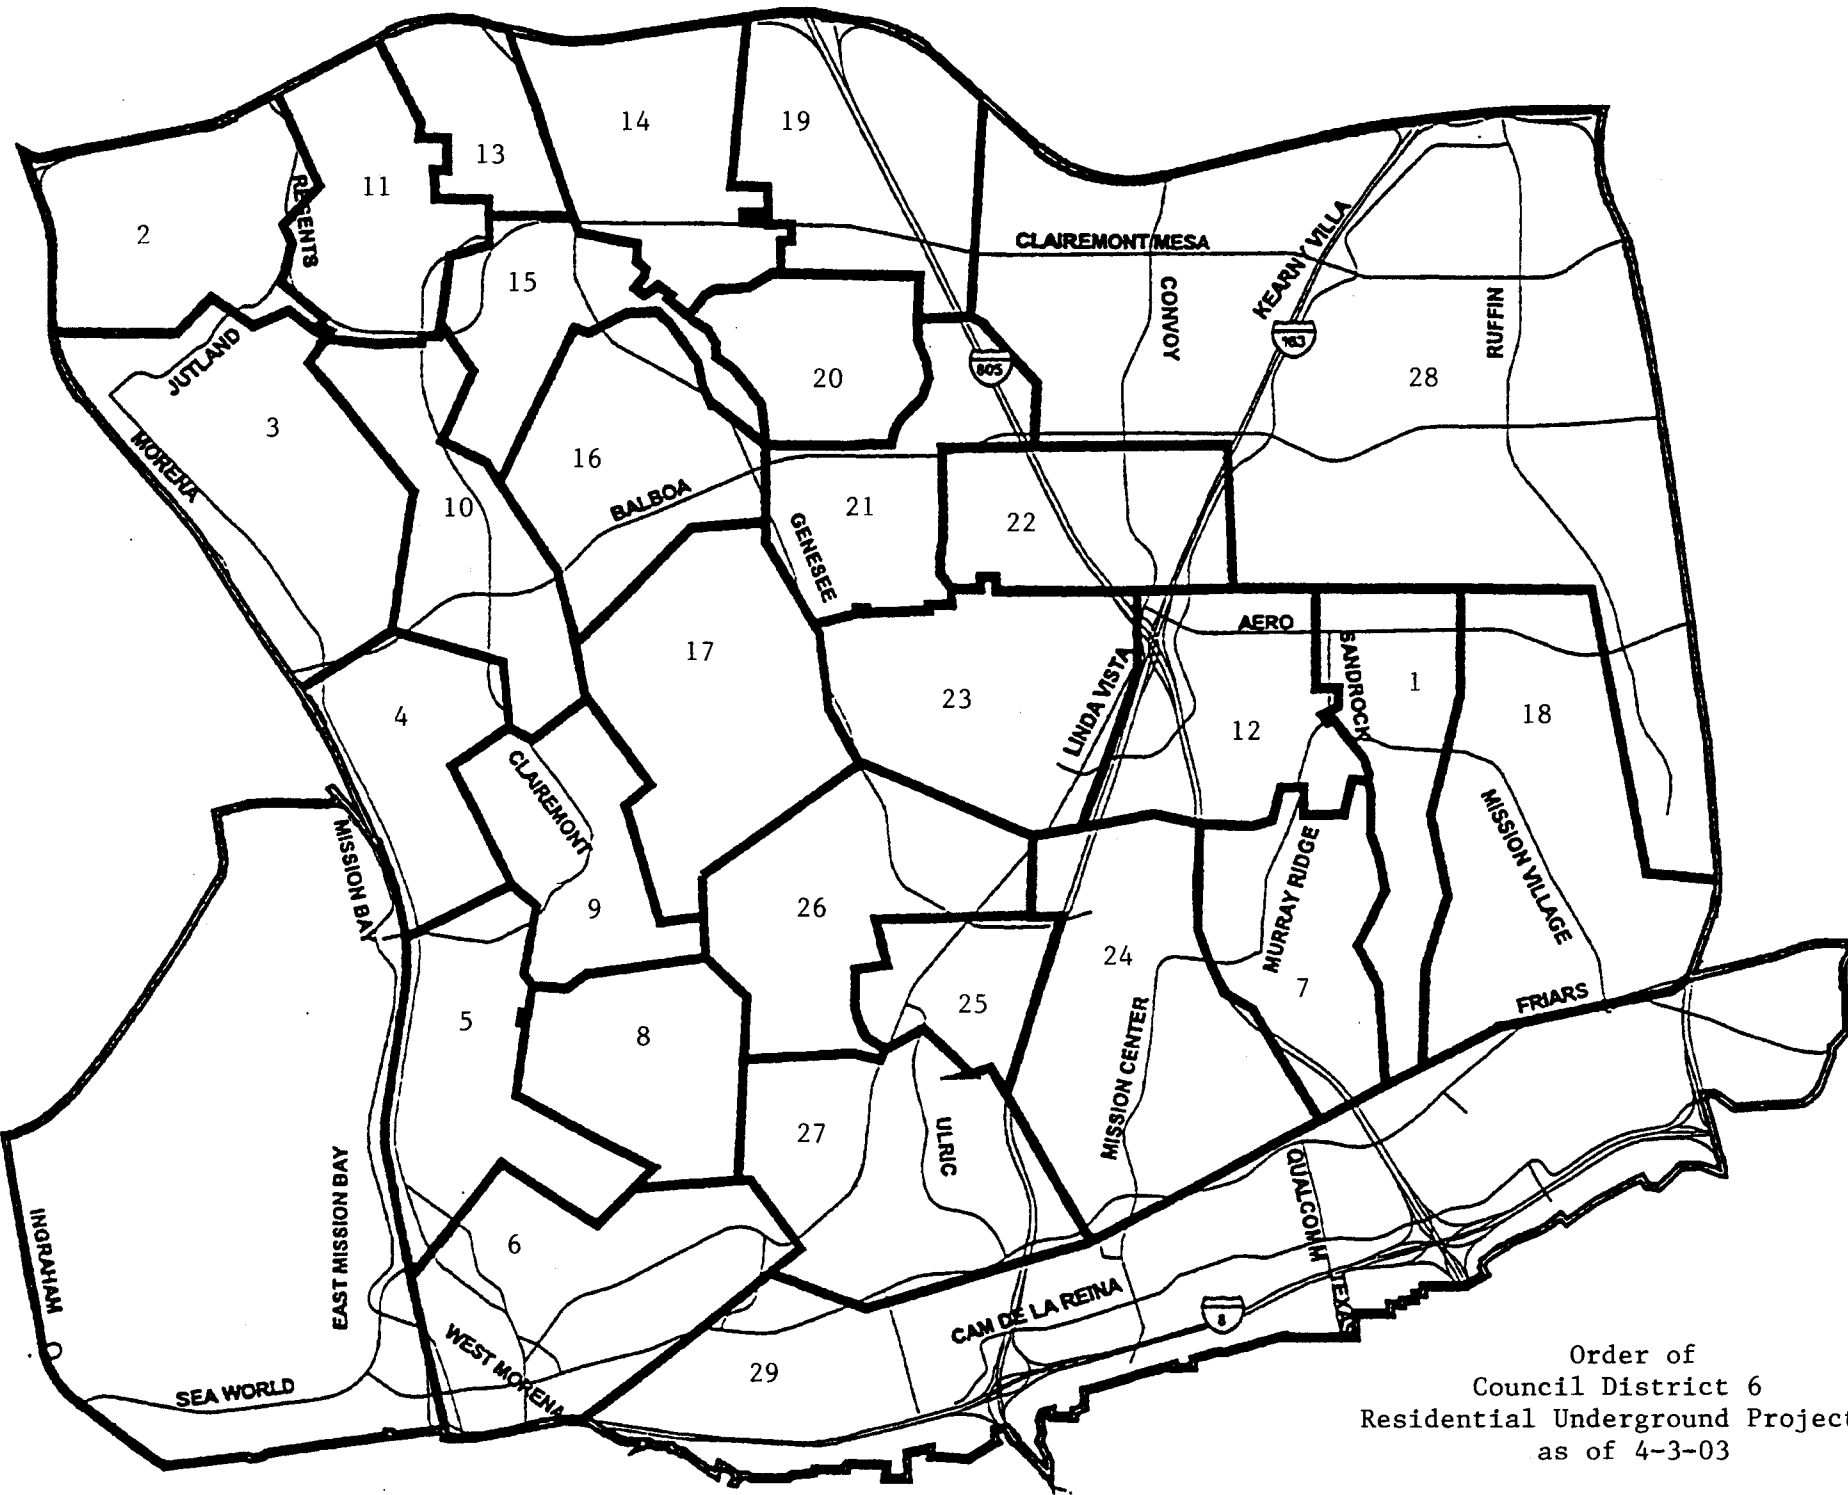 14
19
13
11
REGENTS
2
CLAIREMONT MESA
KEARNY VILLA
15
CONVOY
RUFFIN
163
JUTLAND
805
20
28
3
MORENA
16
BALBOA
10
21
22
GENESEE
AERO
SANDROCK
17
1
23
LINDA VISTA
4
12
18
CLAIREMONT
MISSION VILLAGE
MISSION BAY
MURRAY RIDGE
9
26
24
7
25
FRIARS
5
8
MISSION CENTER
27
ULRIC
EAST MISSION BAY
QUALCOMM
INGRAHAM
6
CAM DE LA REINA
8
WEST MORENA
29
SEA WORLD
Order of
Council District 6
Residential Underground Project
as of 4-3-03